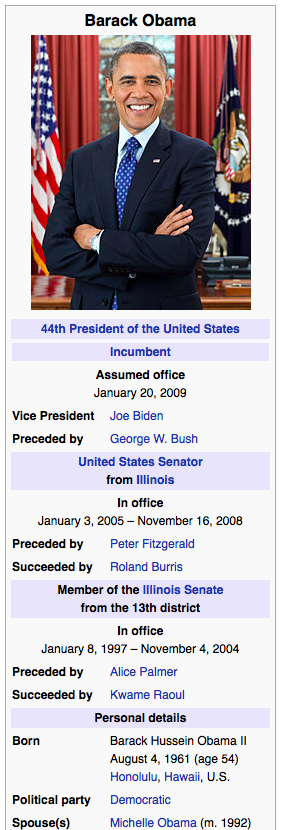 Barack Obama
44th President of the United States
Incumbent
Assumed office
January 20, 2009
Vice President Joe Biden
Preceded by George W. Bush
United States Senator
from Illinois
In office
January 3, 2005 – November 16, 2008
Preceded by Peter Fitzgerald
Succeeded by Roland Burris
Member of the Illinois Senate
from the 13th district
In office
January 8, 1997 – November 4, 2004
Preceded by Alice Palmer
Succeeded by Kwame Raoul
Personal details
Born Barack Hussein Obama II
August 4, 1961 (age 54)
Honolulu, Hawaii, U.S.
Political party Democratic
Spouse(s) Michelle Obama (m. 1992)